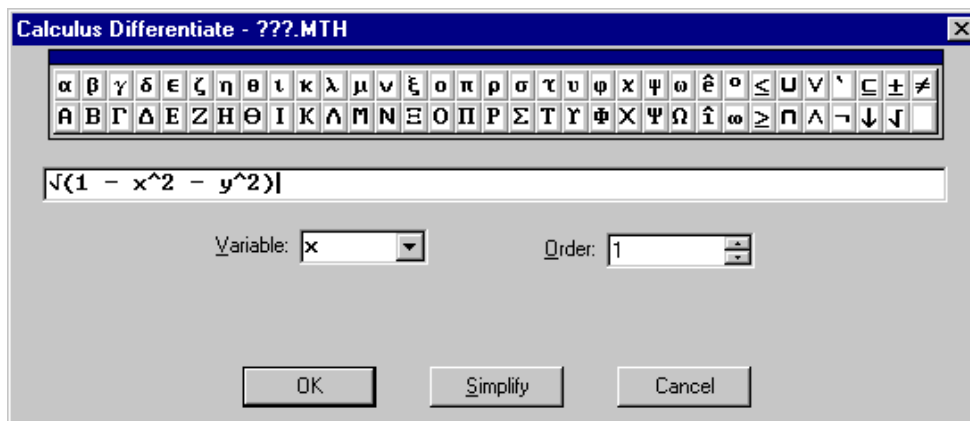 Calculus Differentiate - ???.MTH
α β γ δ ε ζ η θ ι κ λ μ ν ξ ο π ρ σ τ υ φ χ ψ ω ê º ≤ ∪ ∨ ` ⊆ ± ≠
Α Β Γ Δ Ε Ζ Η Θ Ι Κ Λ Μ Ν Ξ Ο Π Ρ Σ Τ Υ Φ Χ Ψ Ω î ∞ ≥ ∩ ∧ ¬ ↓ √
√(1 - x^2 - y^2)
Variable: x Order: 1
OK Simplify Cancel